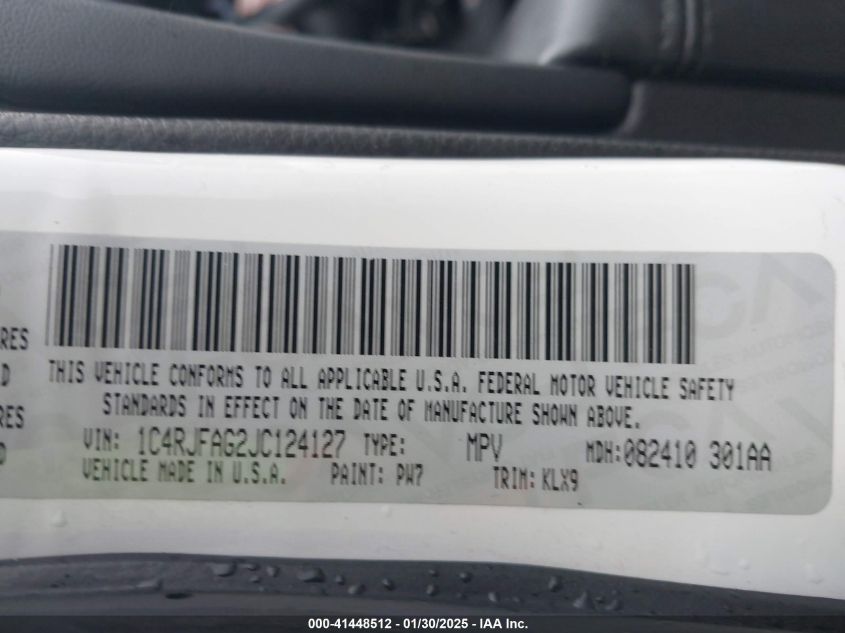 RES
D
RES
D
THIS VEHICLE CONFORMS TO ALL APPLICABLE U.S.A. FEDERAL MOTOR VEHICLE SAFETY
STANDARDS IN EFFECT ON THE DATE OF MANUFACTURE SHOWN ABOVE.
VIN: 1C4RJFAG2JC124127 TYPE: MPV MDH:082410 301AA
VEHICLE MADE IN U.S.A. PAINT: PW7 TRIM: KLX9
000-41448512 - 01/30/2025 - IAA Inc.